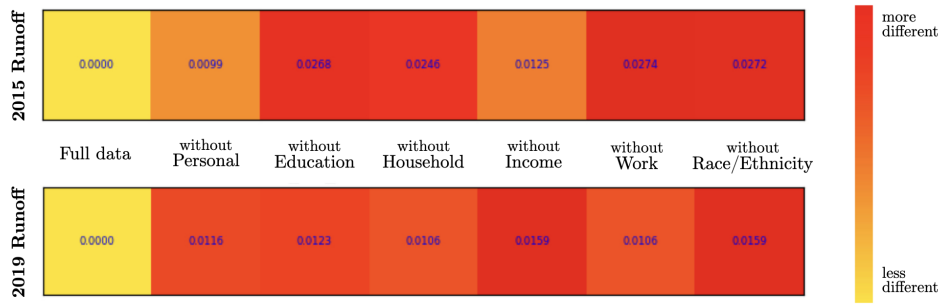 2015 Runoff
0.0000 0.0099 0.0268 0.0246 0.0125 0.0274 0.0272
more
different
Full data
without
Personal
without
Education
without
Household
without
Income
without
Work
without
Race/Ethnicity
2019 Runoff
0.0000 0.0116 0.0123 0.0106 0.0159 0.0106 0.0159
less
different